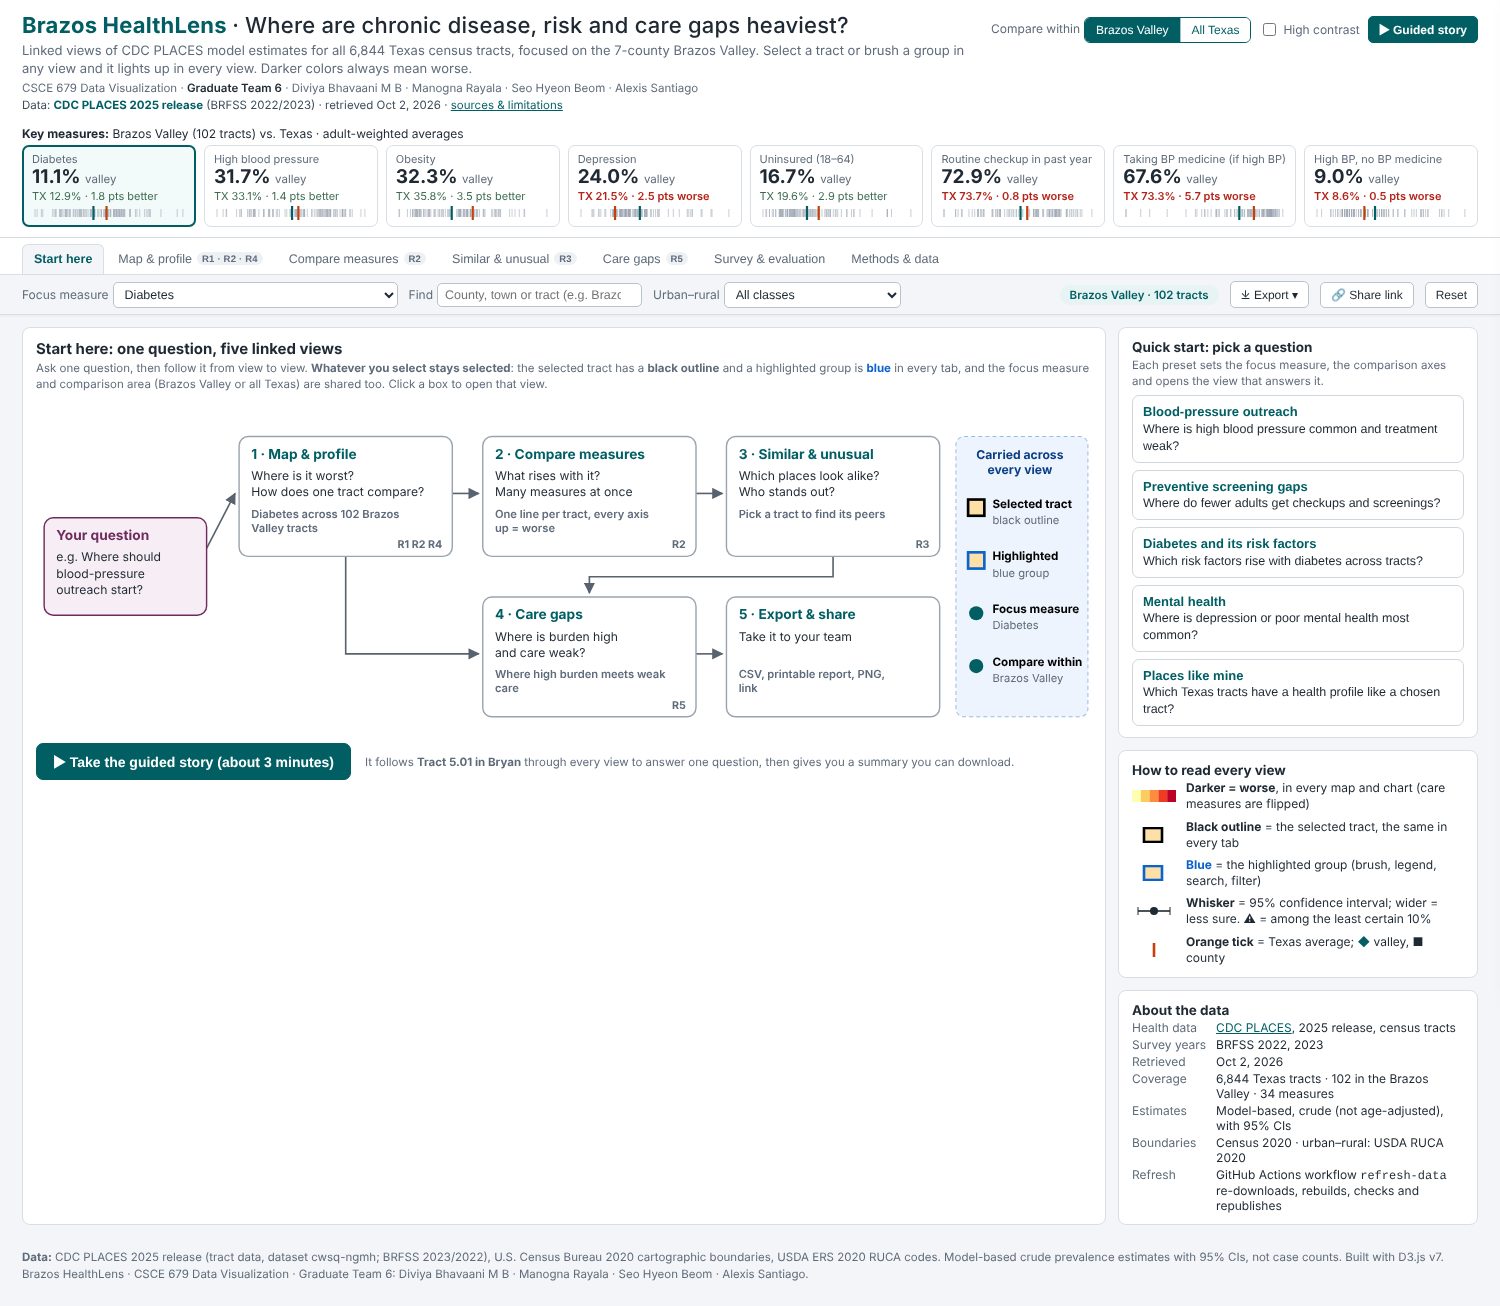 Brazos HealthLens · Where are chronic disease, risk and care gaps heaviest?
Linked views of CDC PLACES model estimates for all 6,844 Texas census tracts, focused on the 7-county Brazos Valley. Select a tract or brush a group in
any view and it lights up in every view. Darker colors always mean worse.
CSCE 679 Data Visualization · Graduate Team 6 · Diviya Bhavaani M B · Manogna Rayala · Seo Hyeon Beom · Alexis Santiago
Data: CDC PLACES 2025 release (BRFSS 2022/2023) · retrieved Oct 2, 2026 · sources & limitations
Compare within Brazos Valley All Texas High contrast ▶ Guided story
Key measures: Brazos Valley (102 tracts) vs. Texas · adult-weighted averages
Diabetes
11.1% valley
TX 12.9% · 1.8 pts better
High blood pressure
31.7% valley
TX 33.1% · 1.4 pts better
Obesity
32.3% valley
TX 35.8% · 3.5 pts better
Depression
24.0% valley
TX 21.5% · 2.5 pts worse
Uninsured (18–64)
16.7% valley
TX 19.6% · 2.9 pts better
Routine checkup in past year
72.9% valley
TX 73.7% · 0.8 pts worse
Taking BP medicine (if high BP)
67.6% valley
TX 73.3% · 5.7 pts worse
High BP, no BP medicine
9.0% valley
TX 8.6% · 0.5 pts worse
Start here Map & profile R1 · R2 · R4 Compare measures R2 Similar & unusual R3 Care gaps R5 Survey & evaluation Methods & data
Focus measure Diabetes Find County, town or tract (e.g. Brazo Urban–rural All classes Brazos Valley · 102 tracts Export ▾ Share link Reset
Start here: one question, five linked views
Ask one question, then follow it from view to view. Whatever you select stays selected: the selected tract has a black outline and a highlighted group is blue in every tab, and the focus measure
and comparison area (Brazos Valley or all Texas) are shared too. Click a box to open that view.
Your question
e.g. Where should
blood-pressure
outreach start?
1 · Map & profile
Where is it worst?
How does one tract compare?
Diabetes across 102 Brazos
Valley tracts
R1 R2 R4
2 · Compare measures
What rises with it?
Many measures at once
One line per tract, every axis
up = worse
R2
3 · Similar & unusual
Which places look alike?
Who stands out?
Pick a tract to find its peers
R3
4 · Care gaps
Where is burden high
and care weak?
Where high burden meets weak
care
R5
5 · Export & share
Take it to your team
CSV, printable report, PNG,
link
Carried across
every view
Selected tract
black outline
Highlighted
blue group
Focus measure
Diabetes
Compare within
Brazos Valley
▶ Take the guided story (about 3 minutes)
It follows Tract 5.01 in Bryan through every view to answer one question, then gives you a summary you can download.
Quick start: pick a question
Each preset sets the focus measure, the comparison axes
and opens the view that answers it.
Blood-pressure outreach
Where is high blood pressure common and treatment
weak?
Preventive screening gaps
Where do fewer adults get checkups and screenings?
Diabetes and its risk factors
Which risk factors rise with diabetes across tracts?
Mental health
Where is depression or poor mental health most
common?
Places like mine
Which Texas tracts have a health profile like a chosen
tract?
How to read every view
Darker = worse, in every map and chart (care
measures are flipped)
Black outline = the selected tract, the same in
every tab
Blue = the highlighted group (brush, legend,
search, filter)
Whisker = 95% confidence interval; wider =
less sure. ⚠ = among the least certain 10%
Orange tick = Texas average; ◆ valley, ■
county
About the data
Health data CDC PLACES, 2025 release, census tracts
Survey years BRFSS 2022, 2023
Retrieved Oct 2, 2026
Coverage 6,844 Texas tracts · 102 in the Brazos
Valley · 34 measures
Estimates Model-based, crude (not age-adjusted),
with 95% CIs
Boundaries Census 2020 · urban–rural: USDA RUCA
2020
Refresh GitHub Actions workflow refresh-data
re-downloads, rebuilds, checks and
republishes
Data: CDC PLACES 2025 release (tract data, dataset cwsq-ngmh; BRFSS 2023/2022), U.S. Census Bureau 2020 cartographic boundaries, USDA ERS 2020 RUCA codes. Model-based crude prevalence estimates with 95% CIs, not case counts. Built with D3.js v7.
Brazos HealthLens · CSCE 679 Data Visualization · Graduate Team 6: Diviya Bhavaani M B · Manogna Rayala · Seo Hyeon Beom · Alexis Santiago.